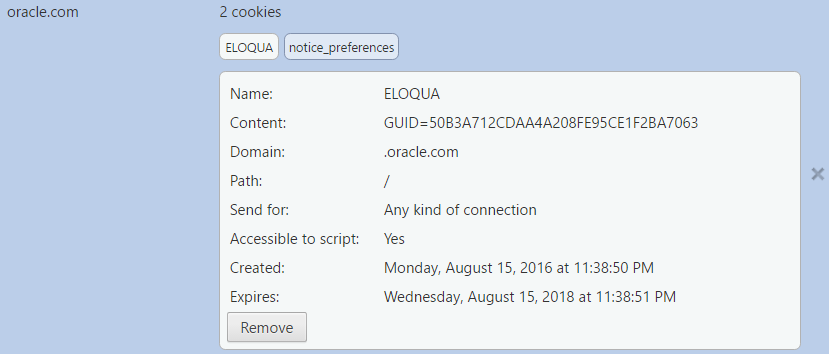 oracle.com 2 cookies
ELOQUA notice_preferences
Name: ELOQUA
Content: GUID=50B3A712CDAA4A208FE95CE1F2BA7063
Domain: .oracle.com
Path: /
Send for: Any kind of connection
Accessible to script: Yes
Created: Monday, August 15, 2016 at 11:38:50 PM
Expires: Wednesday, August 15, 2018 at 11:38:51 PM
Remove